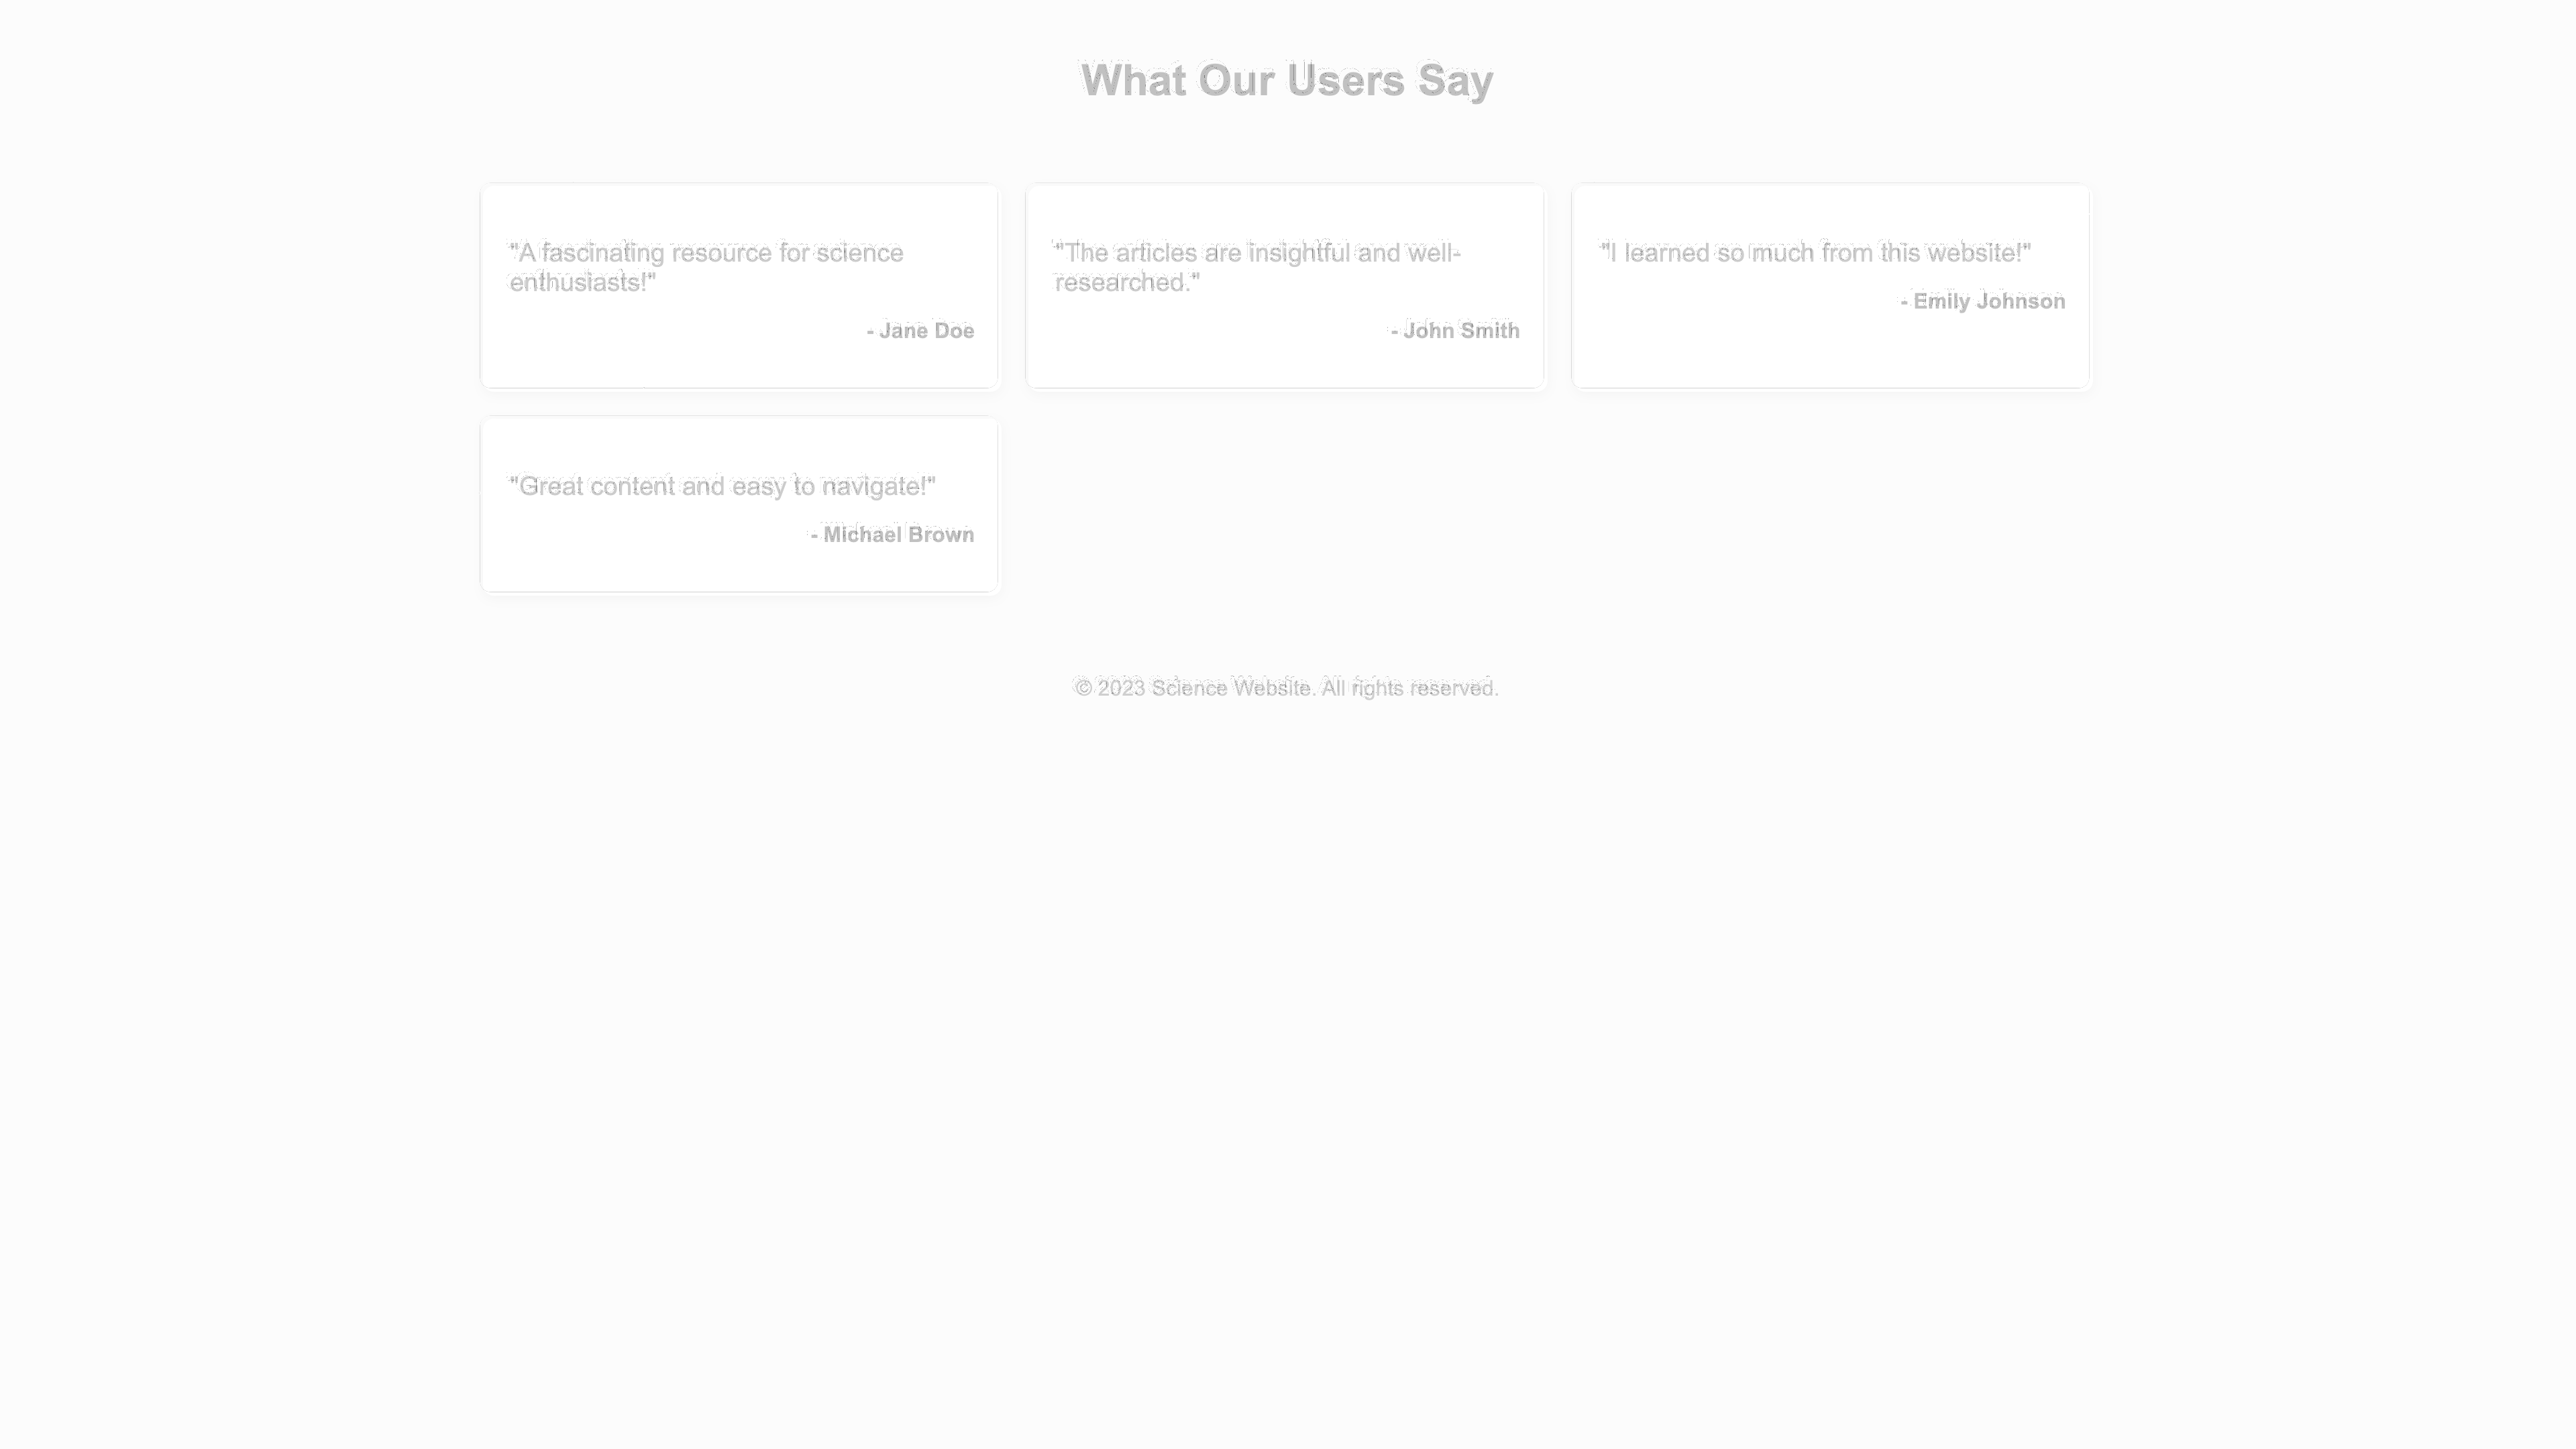 What Our Users Say
"A fascinating resource for science
enthusiasts!"
- Jane Doe
"The articles are insightful and well-
researched."
- John Smith
"I learned so much from this website!"
- Emily Johnson
"Great content and easy to navigate!"
- Michael Brown
© 2023 Science Website. All rights reserved.